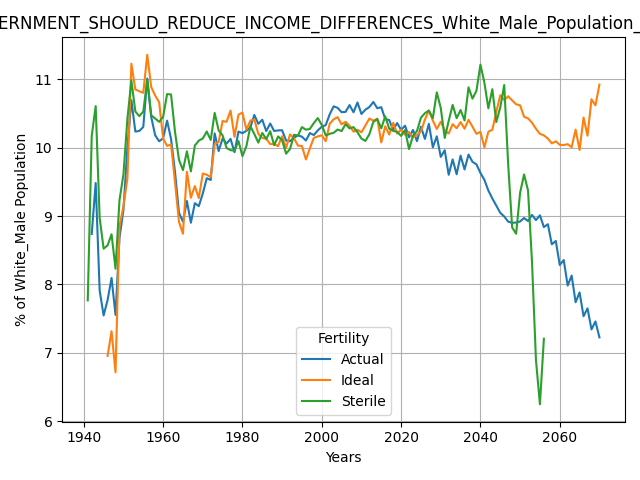 ERNMENT_SHOULD_REDUCE_INCOME_DIFFERENCES_White_Male_Population_
% of White_Male Population
11
10
9
8
7
6
1940 1960 1980 2000 2020 2040 2060
Years
Fertility
Actual
Ideal
Sterile